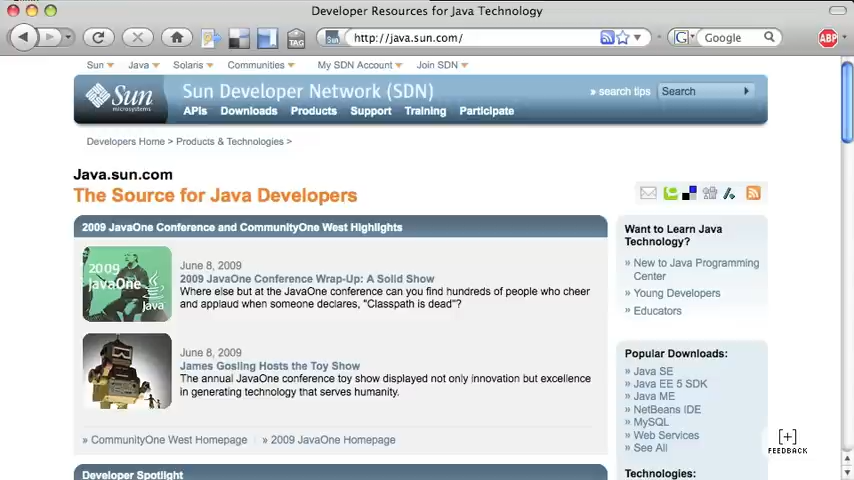 Developer Resources for Java Technology
TAG
Sun
http://java.sun.com/
G
Google
ABP
Sun Java Solaris Communities My SDN Account Join SDN
Sun
microsystems
Sun Developer Network (SDN)
» search tips
Search
APIs Downloads Products Support Training Participate
Developers Home > Products & Technologies >
Java.sun.com
The Source for Java Developers
2009 JavaOne Conference and CommunityOne West Highlights
2009
JavaOne
Java
June 8, 2009
2009 JavaOne Conference Wrap-Up: A Solid Show
Where else but at the JavaOne conference can you find hundreds of people who cheer
and applaud when someone declares, "Classpath is dead"?
June 8, 2009
James Gosling Hosts the Toy Show
The annual JavaOne conference toy show displayed not only innovation but excellence
in generating technology that serves humanity.
» CommunityOne West Homepage
» 2009 JavaOne Homepage
Developer Spotlight
Want to Learn Java
Technology?
» New to Java Programming
Center
» Young Developers
» Educators
Popular Downloads:
» Java SE
» Java EE 5 SDK
» Java ME
» NetBeans IDE
» MySQL
» Web Services
» See All
Technologies:
[+]
FEEDBACK